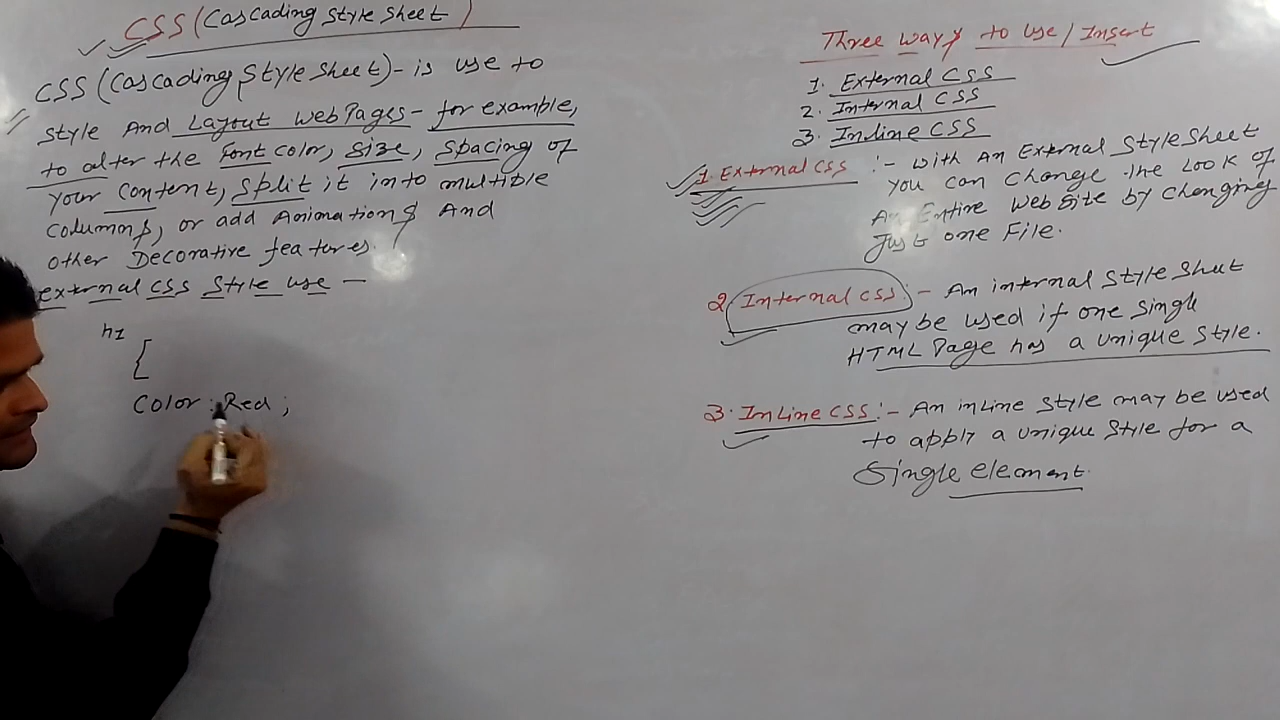 CSS (Cascading Style Sheet)
CSS (Cascading Style Sheet)- is use to
style And Layout webPages - for example,
to alter the Font color, Size, Spacing of
your Content, Split it into multible
columns, or add Animations And
other Decorative features.
external CSS Style use -
h1
{
Color : Red ;
Three ways to use / Insert
1. External CSS
2. Internal CSS
3. Inline CSS
1. External CSS :- with An External StyleSheet
you can change the Look of
An Entire WebSite by Changing
Just one File.
2. Internal CSS :- An internal Style Sheet
may be used if one single
HTML Page has a unique style.
3. InLine CSS :- An inline style may be used
to apply a unique Style for a
Single element.